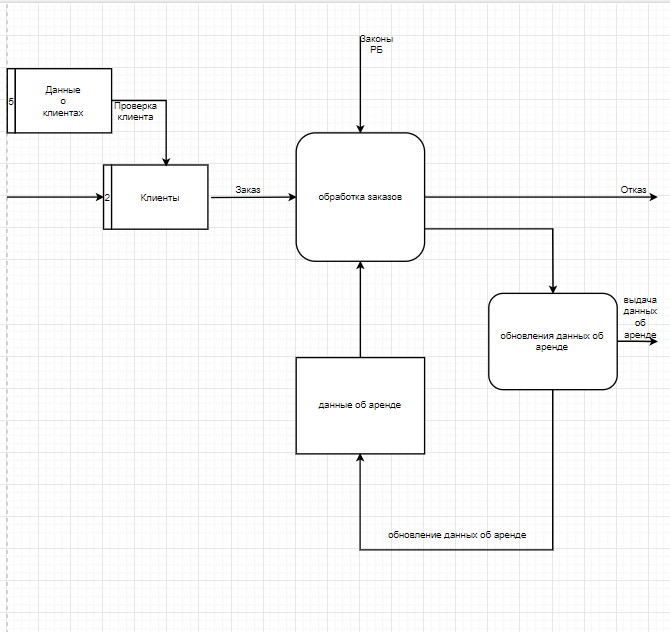 Законы
РБ
5
Данные
о
клиентах
Проверка
клиента
2
Клиенты
Заказ
обработка заказов
Отказ
выдача
данных
об
аренде
обновления данных об
аренде
данные об аренде
обновление данных об аренде